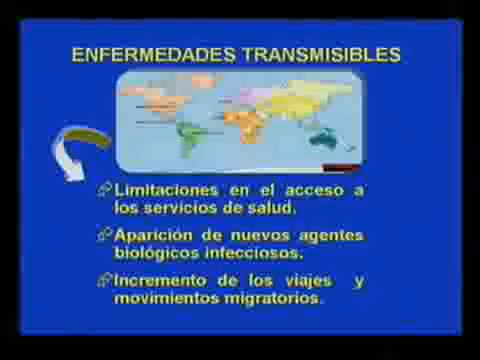 ENFERMEDADES TRANSMISIBLES
Limitaciones en el acceso a
los servicios de salud.
Aparición de nuevos agentes
biológicos infecciosos.
Incremento de los viajes y
movimientos migratorios.